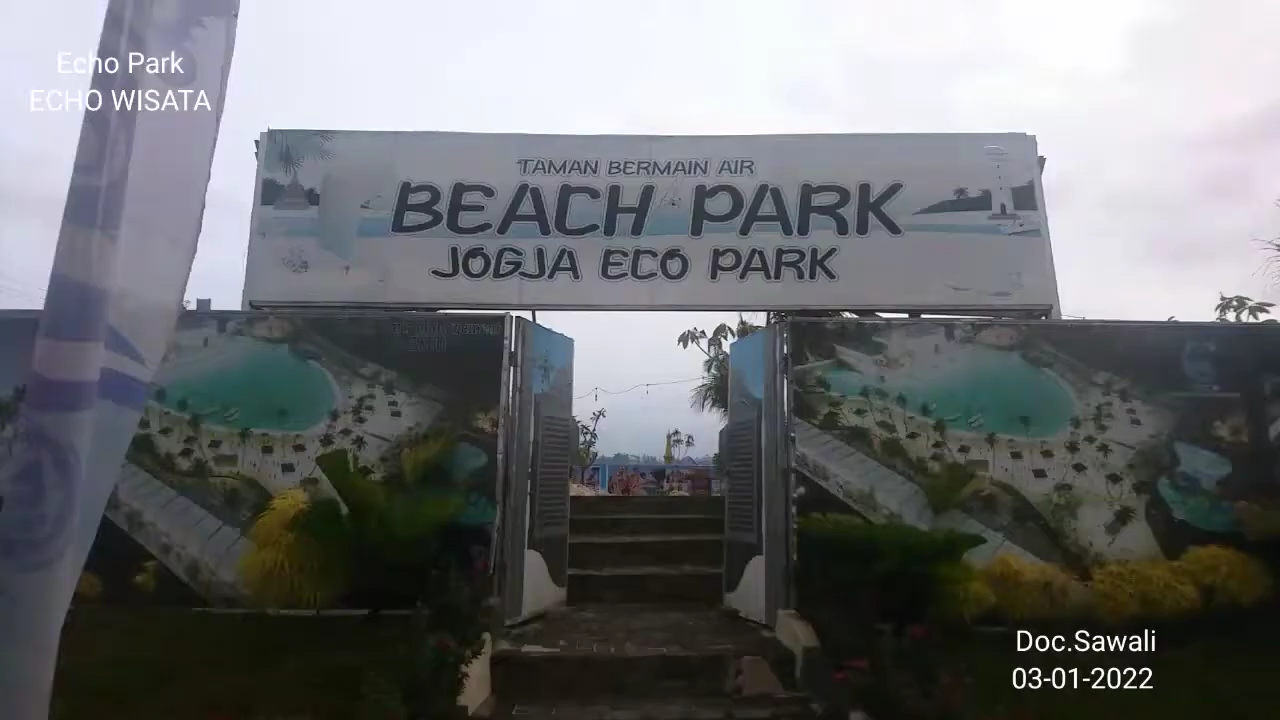 Echo Park
ECHO WISATA
TAMAN BERMAIN AIR
BEACH PARK
JOGJA ECO PARK
Doc.Sawali
03-01-2022